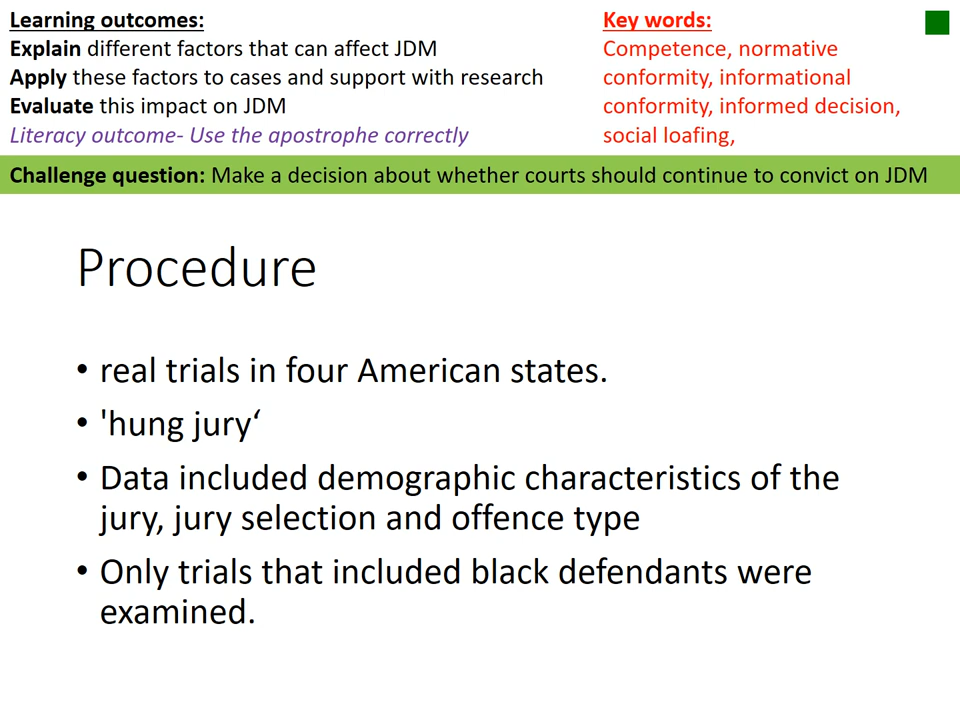 Learning outcomes:
Explain different factors that can affect JDM
Apply these factors to cases and support with research
Evaluate this impact on JDM
Literacy outcome- Use the apostrophe correctly
Key words:
Competence, normative
conformity, informational
conformity, informed decision,
social loafing,
Challenge question: Make a decision about whether courts should continue to convict on JDM
Procedure
• real trials in four American states.
• 'hung jury‘
• Data included demographic characteristics of the
jury, jury selection and offence type
• Only trials that included black defendants were
examined.